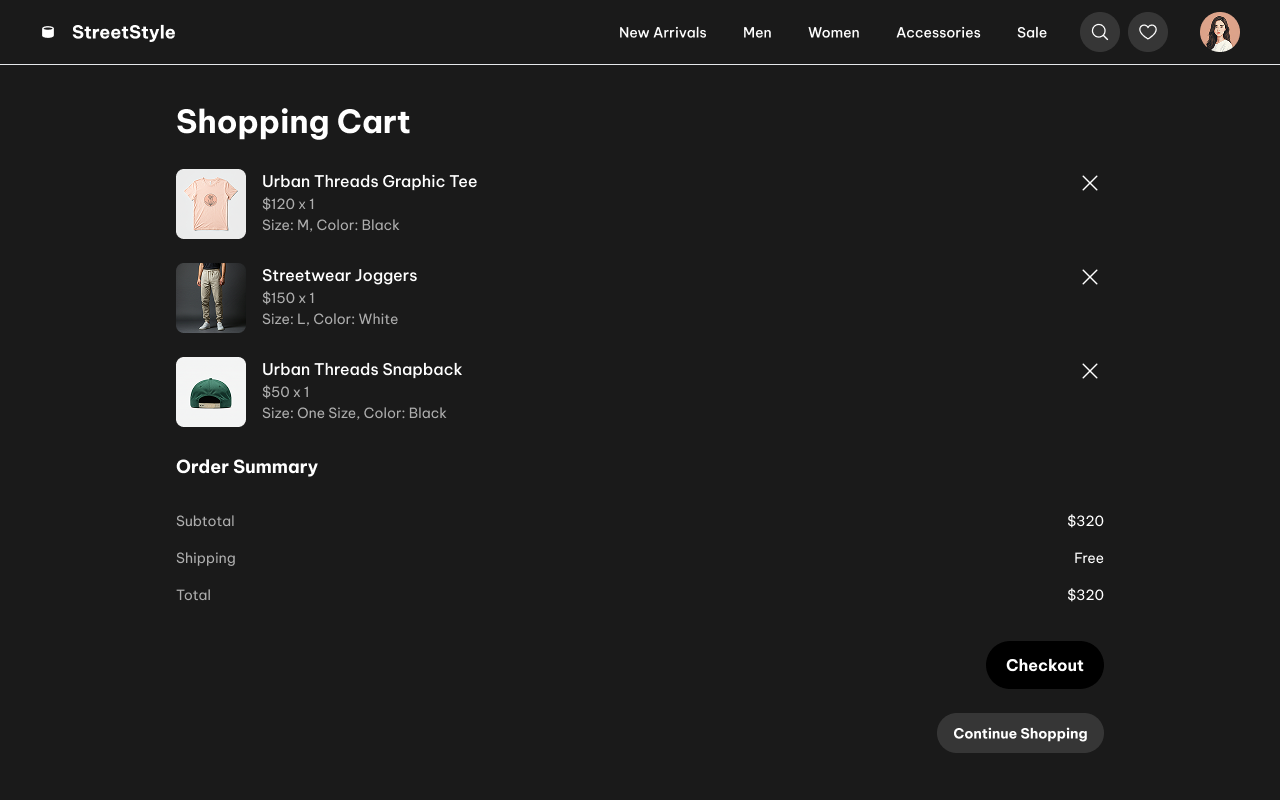 StreetStyle
New Arrivals
Men
Women
Accessories
Sale
Shopping Cart
Urban Threads Graphic Tee
$120 x 1
Size: M, Color: Black
Streetwear Joggers
$150 x 1
Size: L, Color: White
Urban Threads Snapback
$50 x 1
Size: One Size, Color: Black
Order Summary
Subtotal $320
Shipping Free
Total $320
Checkout
Continue Shopping